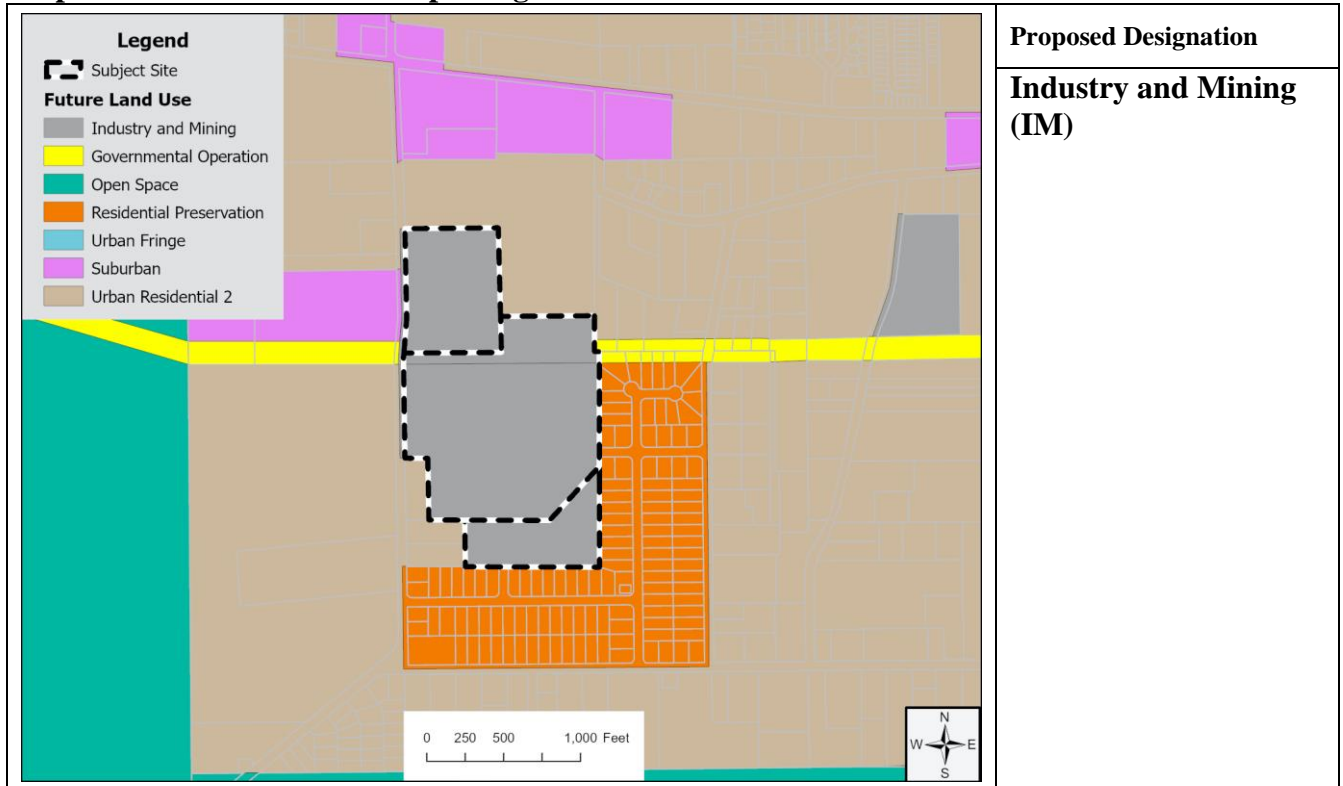 Legend
Subject Site
Future Land Use
Industry and Mining
Governmental Operation
Open Space
Residential Preservation
Urban Fringe
Suburban
Urban Residential 2
0 250 500 1,000 Feet
N
W E
S
Proposed Designation
Industry and Mining
(IM)